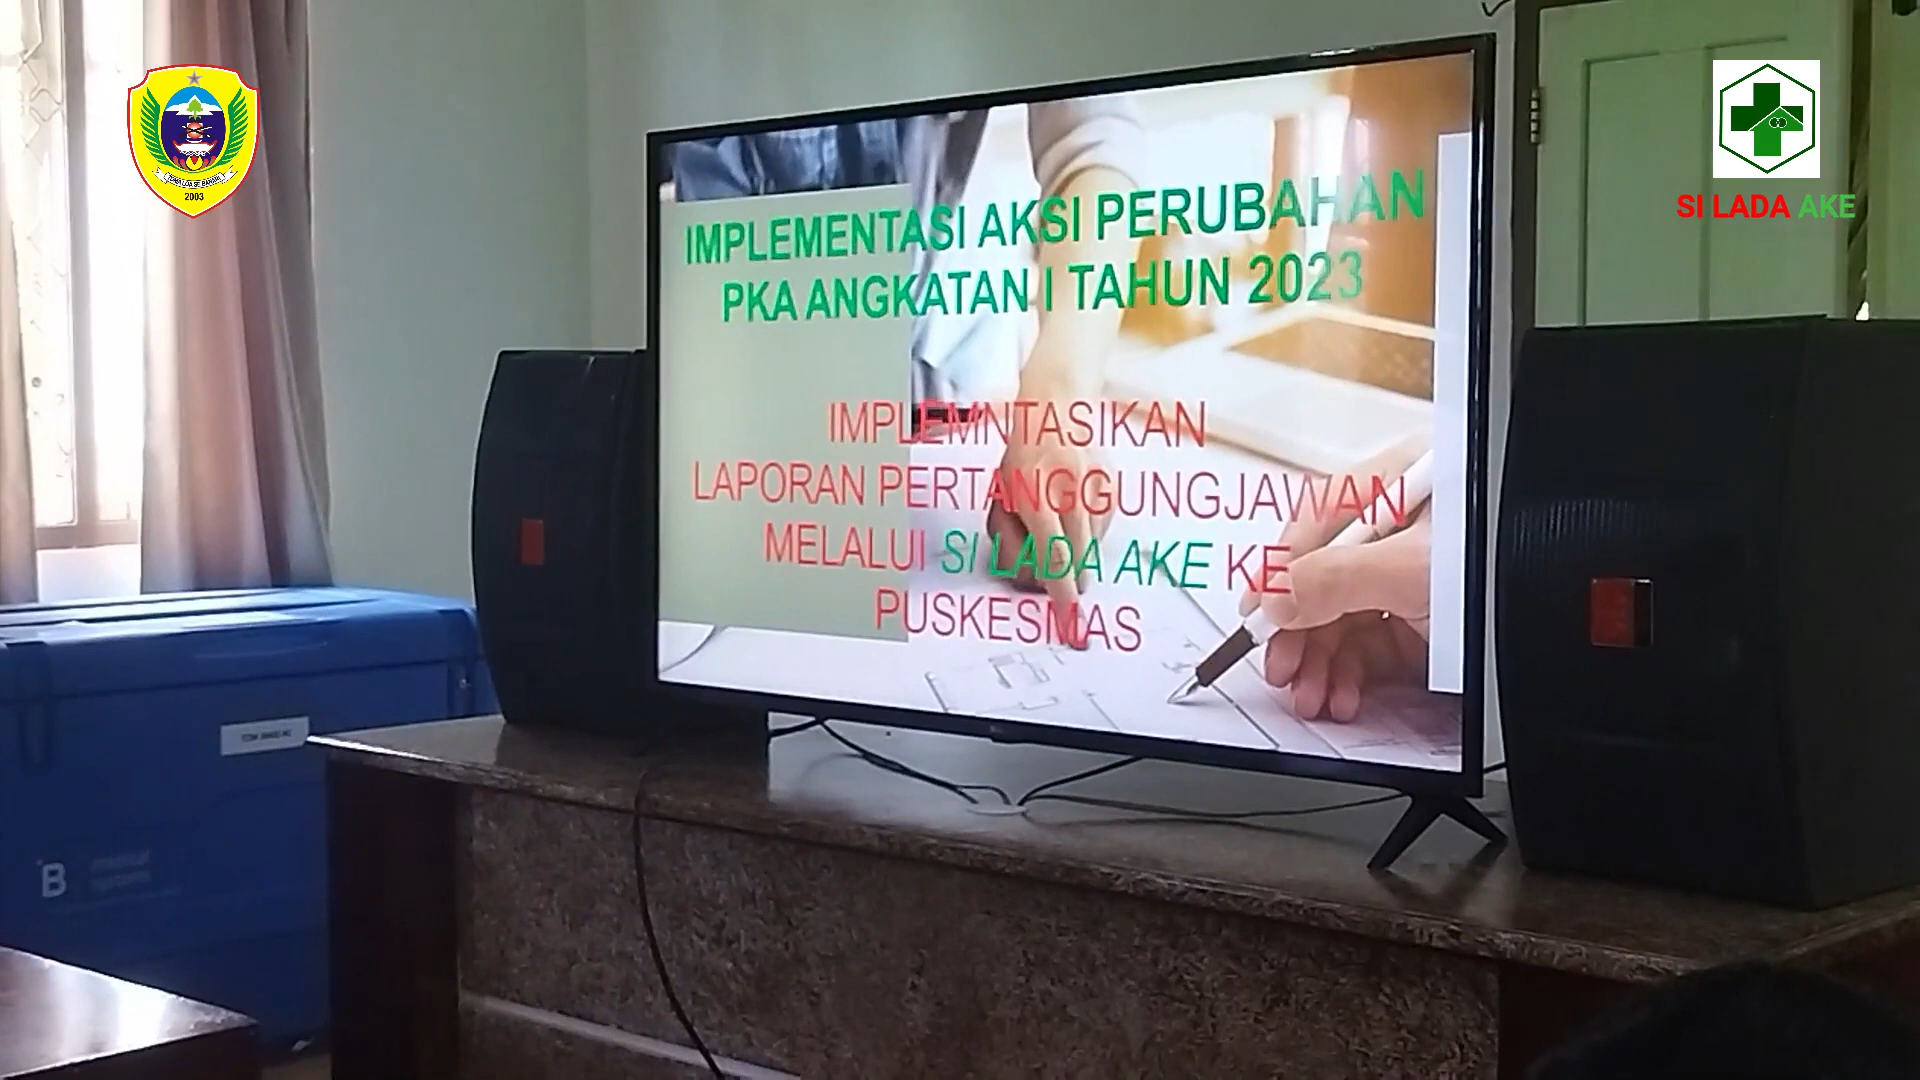 2003
SI LADA AKE
IMPLEMENTASI AKSI PERUBAHAN
PKA ANGKATAN I TAHUN 2023
IMPLEMNTASIKAN
LAPORAN PERTANGGUNGJAWAN
MELALUI SI LADA AKE KE
PUSKESMAS
B